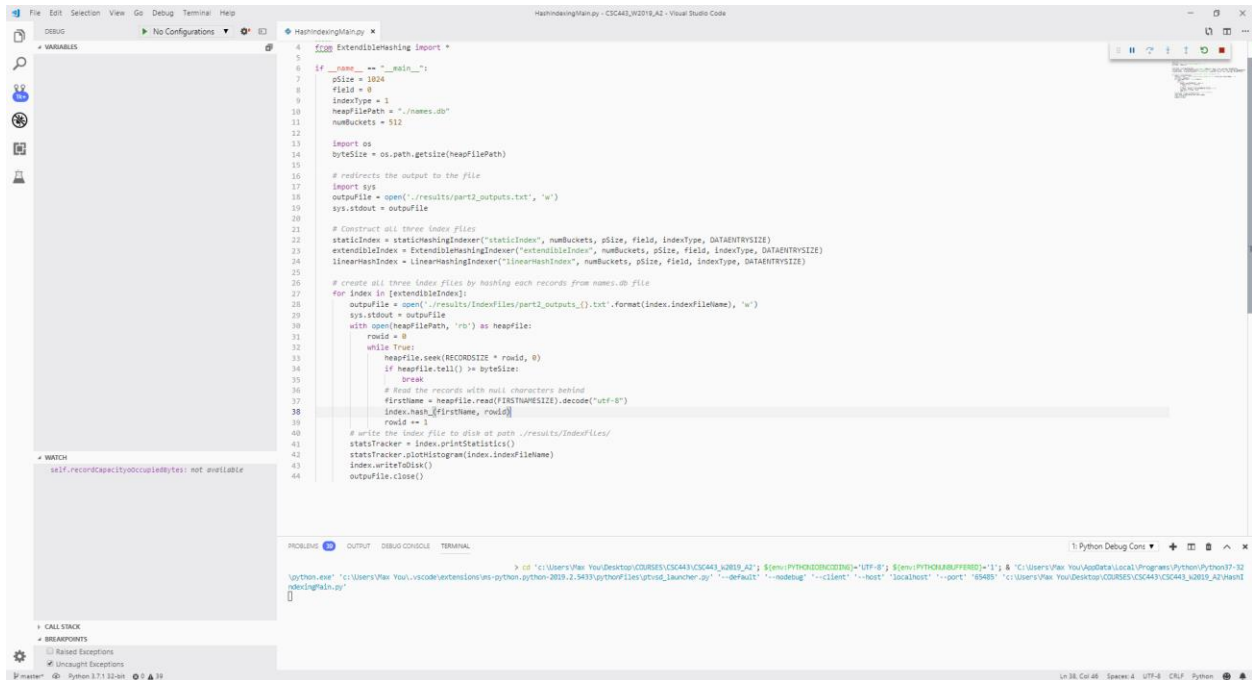 File Edit Selection View Go Debug Terminal Help
HashIndexingMain.py - CSC443_W2019_A2 - Visual Studio Code
DEBUG
No Configurations
HashIndexingMain.py
VARIABLES
4 from ExtendibleHashing import *
5
6 if __name__ == "__main__":
7 pSize = 1024
8 field = 0
9 indexType = 1
10 heapFilePath = "./names.db"
11 numBuckets = 512
12
13 import os
14 byteSize = os.path.getsize(heapFilePath)
15
16 # redirects the output to the file
17 import sys
18 outpuFile = open('./results/part2_outputs.txt', 'w')
19 sys.stdout = outpuFile
20
21 # Construct all three index files
22 staticIndex = staticHashingIndexer("staticIndex", numBuckets, pSize, field, indexType, DATAENTRYSIZE)
23 extendibleIndex = ExtendibleHashingIndexer("extendibleIndex", numBuckets, pSize, field, indexType, DATAENTRYSIZE)
24 linearHashIndex = LinearHashingIndexer("linearHashIndex", numBuckets, pSize, field, indexType, DATAENTRYSIZE)
25
26 # create all three index files by hashing each records from names.db file
27 for index in [extendibleIndex]:
28 outpuFile = open('./results/IndexFiles/part2_outputs_{}.txt'.format(index.indexFileName), 'w')
29 sys.stdout = outpuFile
30 with open(heapFilePath, 'rb') as heapfile:
31 rowid = 0
32 while True:
33 heapfile.seek(RECORDSIZE * rowid, 0)
34 if heapfile.tell() >= byteSize:
35 break
36 # Read the records with null characters behind
37 firstName = heapfile.read(FIRSTNAMESIZE).decode("utf-8")
38 index.hash_(firstName, rowid)
39 rowid += 1
40 # write the index file to disk at path ./results/IndexFiles/
41 statsTracker = index.printStatistics()
42 statsTracker.plotHistogram(index.indexFileName)
43 index.writeToDisk()
44 outpuFile.close()
WATCH
self.recordCapacityOccupiedBytes: not available
PROBLEMS 39 OUTPUT DEBUG CONSOLE TERMINAL
1: Python Debug Cons
> cd 'c:\Users\Max You\Desktop\COURSES\CSC443\CSC443_W2019_A2'; ${env:PYTHONIOENCODING}='UTF-8'; ${env:PYTHONUNBUFFERED}='1'; & 'C:\Users\Max You\AppData\Local\Programs\Python\Python37-32
\python.exe' 'c:\Users\Max You\.vscode\extensions\ms-python.python-2019.2.5433\pythonFiles\ptvsd_launcher.py' '--default' '--nodebug' '--client' '--host' 'localhost' '--port' '65485' 'c:\Users\Max You\Desktop\COURSES\CSC443\CSC443_W2019_A2\HashI
ndexingMain.py'
CALL STACK
BREAKPOINTS
Raised Exceptions
Uncaught Exceptions
master* Python 3.7.1 32-bit 0 39
Ln 38, Col 46 Spaces: 4 UTF-8 CRLF Python